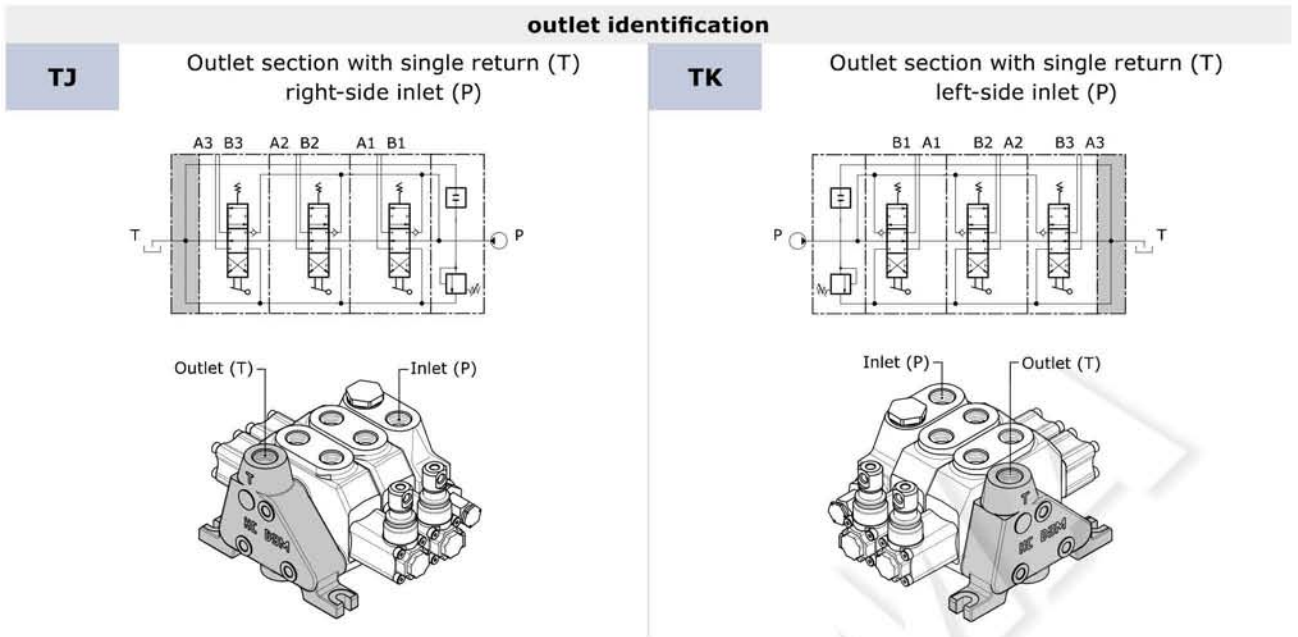 outlet identification
TJ
Outlet section with single return (T)
right-side inlet (P)
A3 B3 A2 B2 A1 B1
T
P
Outlet (T)
Inlet (P)
T
TK
Outlet section with single return (T)
left-side inlet (P)
B1 A1 B2 A2 B3 A3
P
T
Inlet (P)
Outlet (T)
T